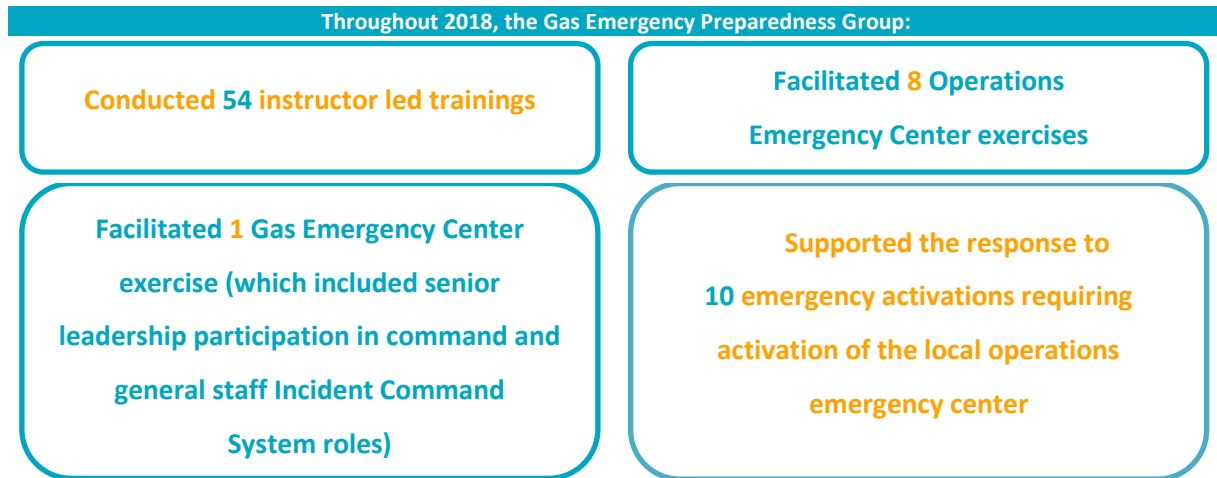 Throughout 2018, the Gas Emergency Preparedness Group:
Conducted 54 instructor led trainings
Facilitated 8 Operations
Emergency Center exercises
Facilitated 1 Gas Emergency Center
exercise (which included senior
leadership participation in command and
general staff Incident Command
System roles)
Supported the response to
10 emergency activations requiring
activation of the local operations
emergency center